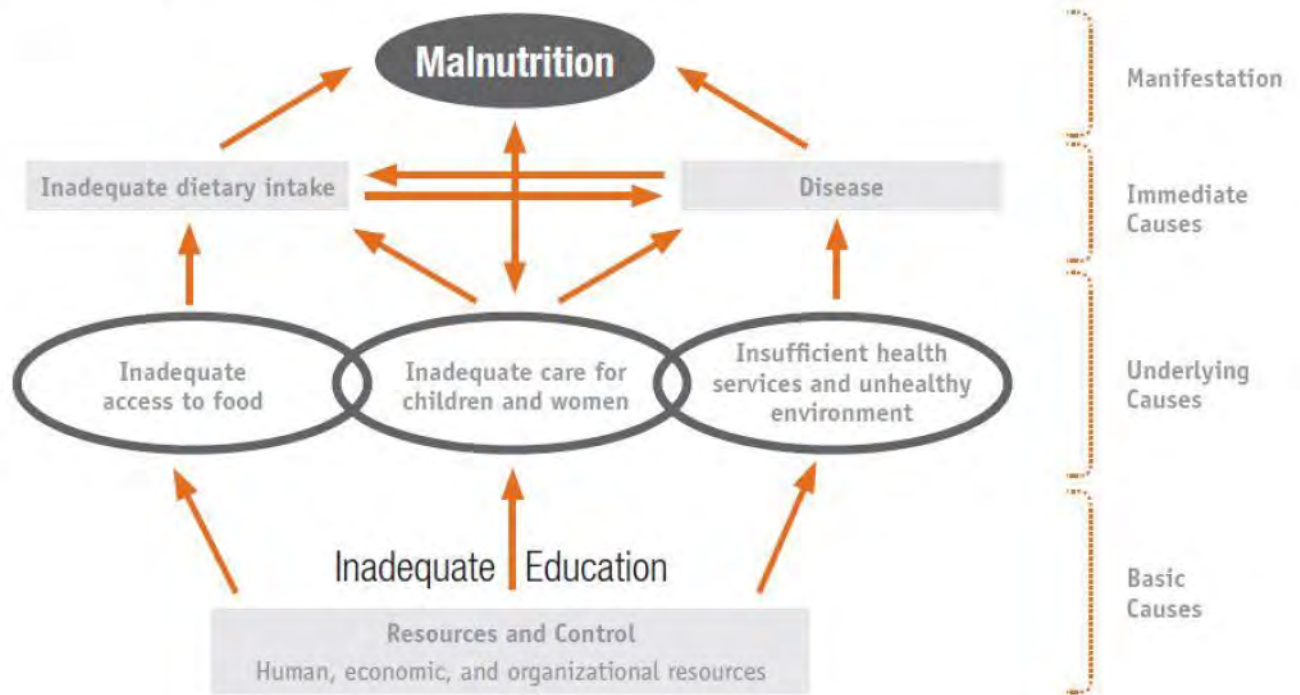 Malnutrition
Manifestation
Inadequate dietary intake
Disease
Immediate
Causes
Inadequate
access to food
Inadequate care for
children and women
Insufficient health
services and unhealthy
environment
Underlying
Causes
Inadequate Education
Resources and Control
Human, economic, and organizational resources
Basic
Causes